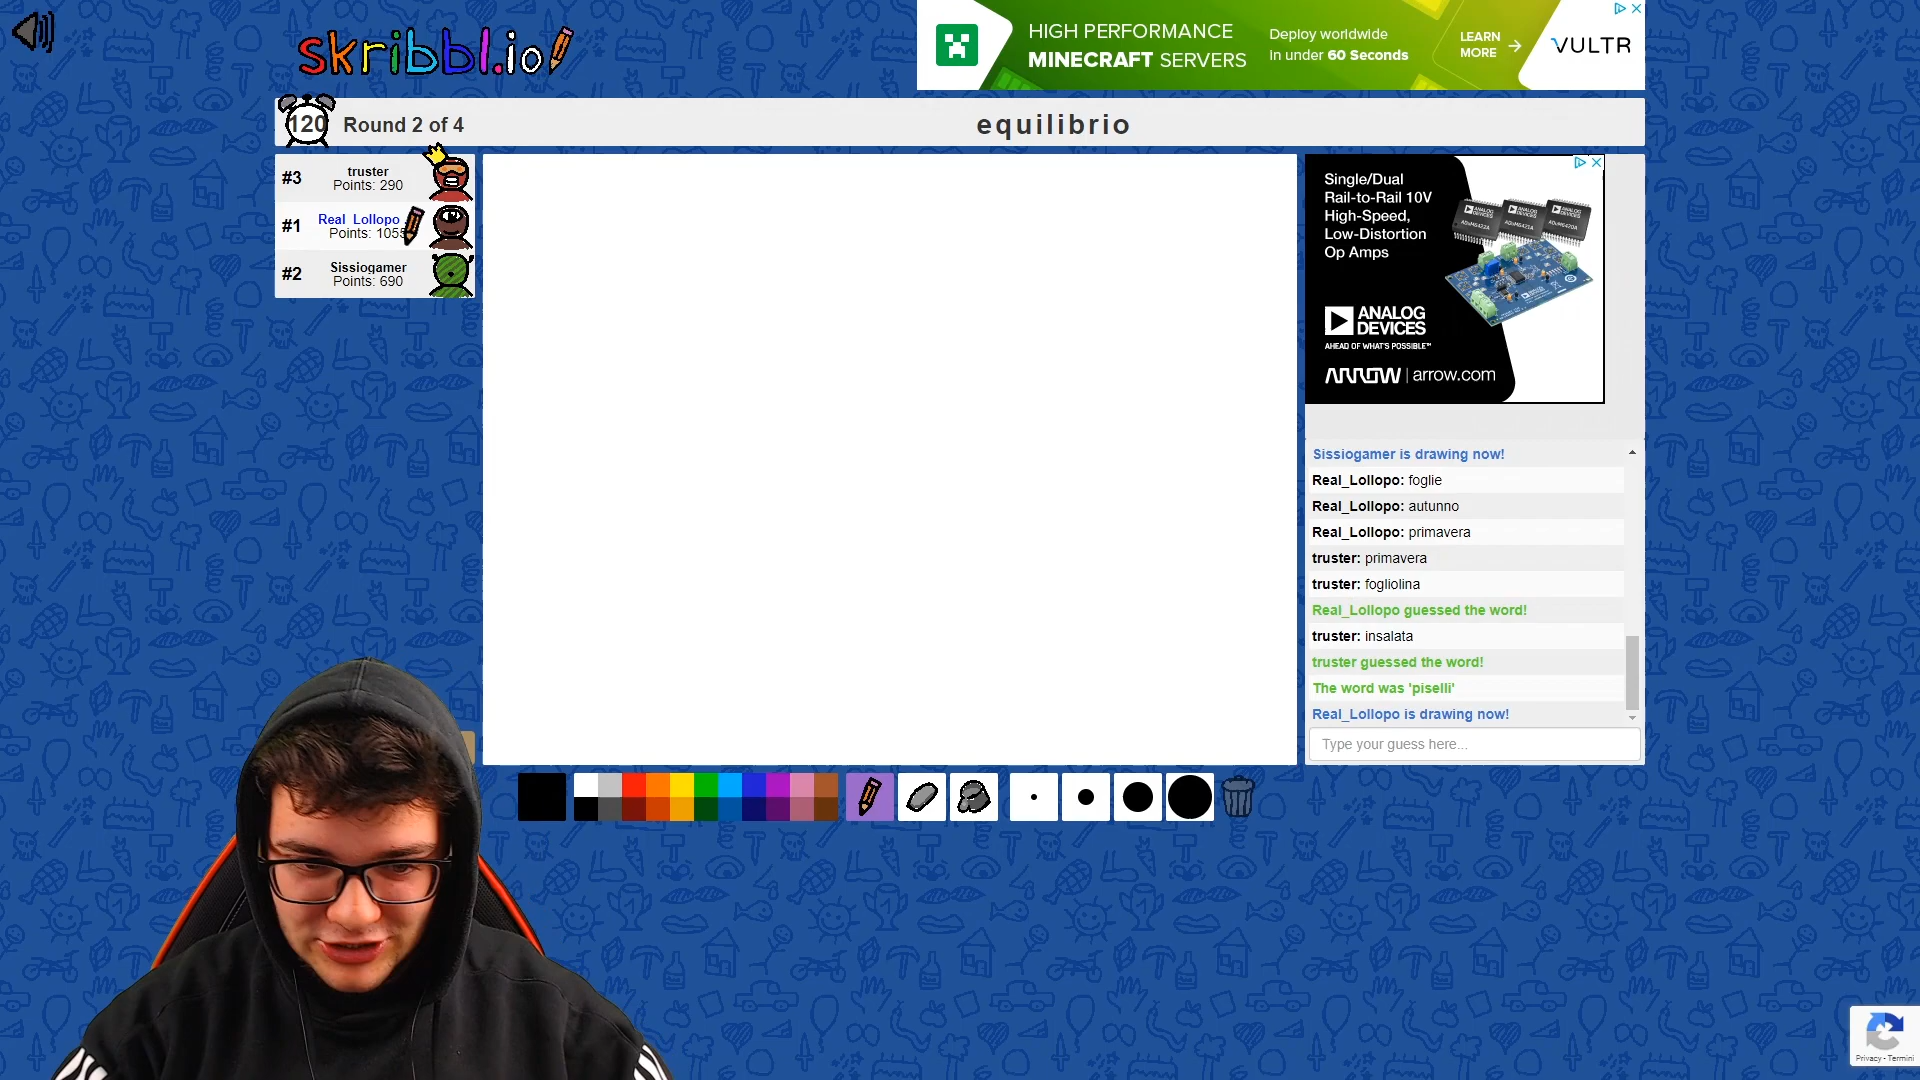 skribbl.io
HIGH PERFORMANCE
MINECRAFT SERVERS
Deploy worldwide
in under 60 Seconds
LEARN
MORE
VULTR
120
Round 2 of 4
equilibrio
#3
truster
Points: 290
#1
Real_Lollopo
Points: 1055
#2
Sissiogamer
Points: 690
Single/Dual
Rail-to-Rail 10V
High-Speed,
Low-Distortion
Op Amps
ANALOG
DEVICES
AHEAD OF WHAT'S POSSIBLE™
ARROW | arrow.com
Sissiogamer is drawing now!
Real_Lollopo: foglie
Real_Lollopo: autunno
Real_Lollopo: primavera
truster: primavera
truster: fogliolina
Real_Lollopo guessed the word!
truster: insalata
truster guessed the word!
The word was 'piselli'
Real_Lollopo is drawing now!
Type your guess here...
Privacy - Termini